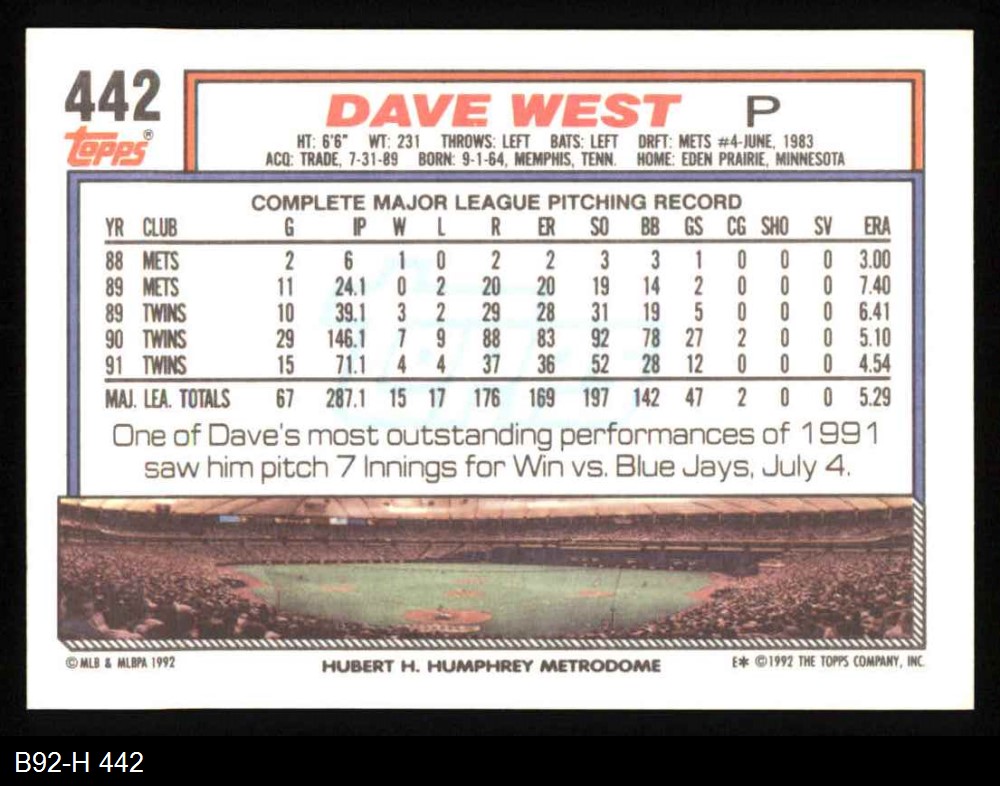 442
Topps®
DAVE WEST P
HT: 6'6" WT: 231 THROWS: LEFT BATS: LEFT DRFT: METS #4-JUNE, 1983
ACQ: TRADE, 7-31-89 BORN: 9-1-64, MEMPHIS, TENN. HOME: EDEN PRAIRIE, MINNESOTA
COMPLETE MAJOR LEAGUE PITCHING RECORD
YR CLUB G IP W L R ER SO BB GS CG SHO SV ERA
88 METS 2 6 1 0 2 2 3 3 1 0 0 0 3.00
89 METS 11 24.1 0 2 20 20 19 14 2 0 0 0 7.40
89 TWINS 10 39.1 3 2 29 28 31 19 5 0 0 0 6.41
90 TWINS 29 146.1 7 9 88 83 92 78 27 2 0 0 5.10
91 TWINS 15 71.1 4 4 37 36 52 28 12 0 0 0 4.54
MAJ. LEA. TOTALS 67 287.1 15 17 176 169 197 142 47 2 0 0 5.29
One of Dave's most outstanding performances of 1991
saw him pitch 7 Innings for Win vs. Blue Jays, July 4.
© MLB & MLBPA 1992 HUBERT H. HUMPHREY METRODOME E* ©1992 THE TOPPS COMPANY, INC.
B92-H 442